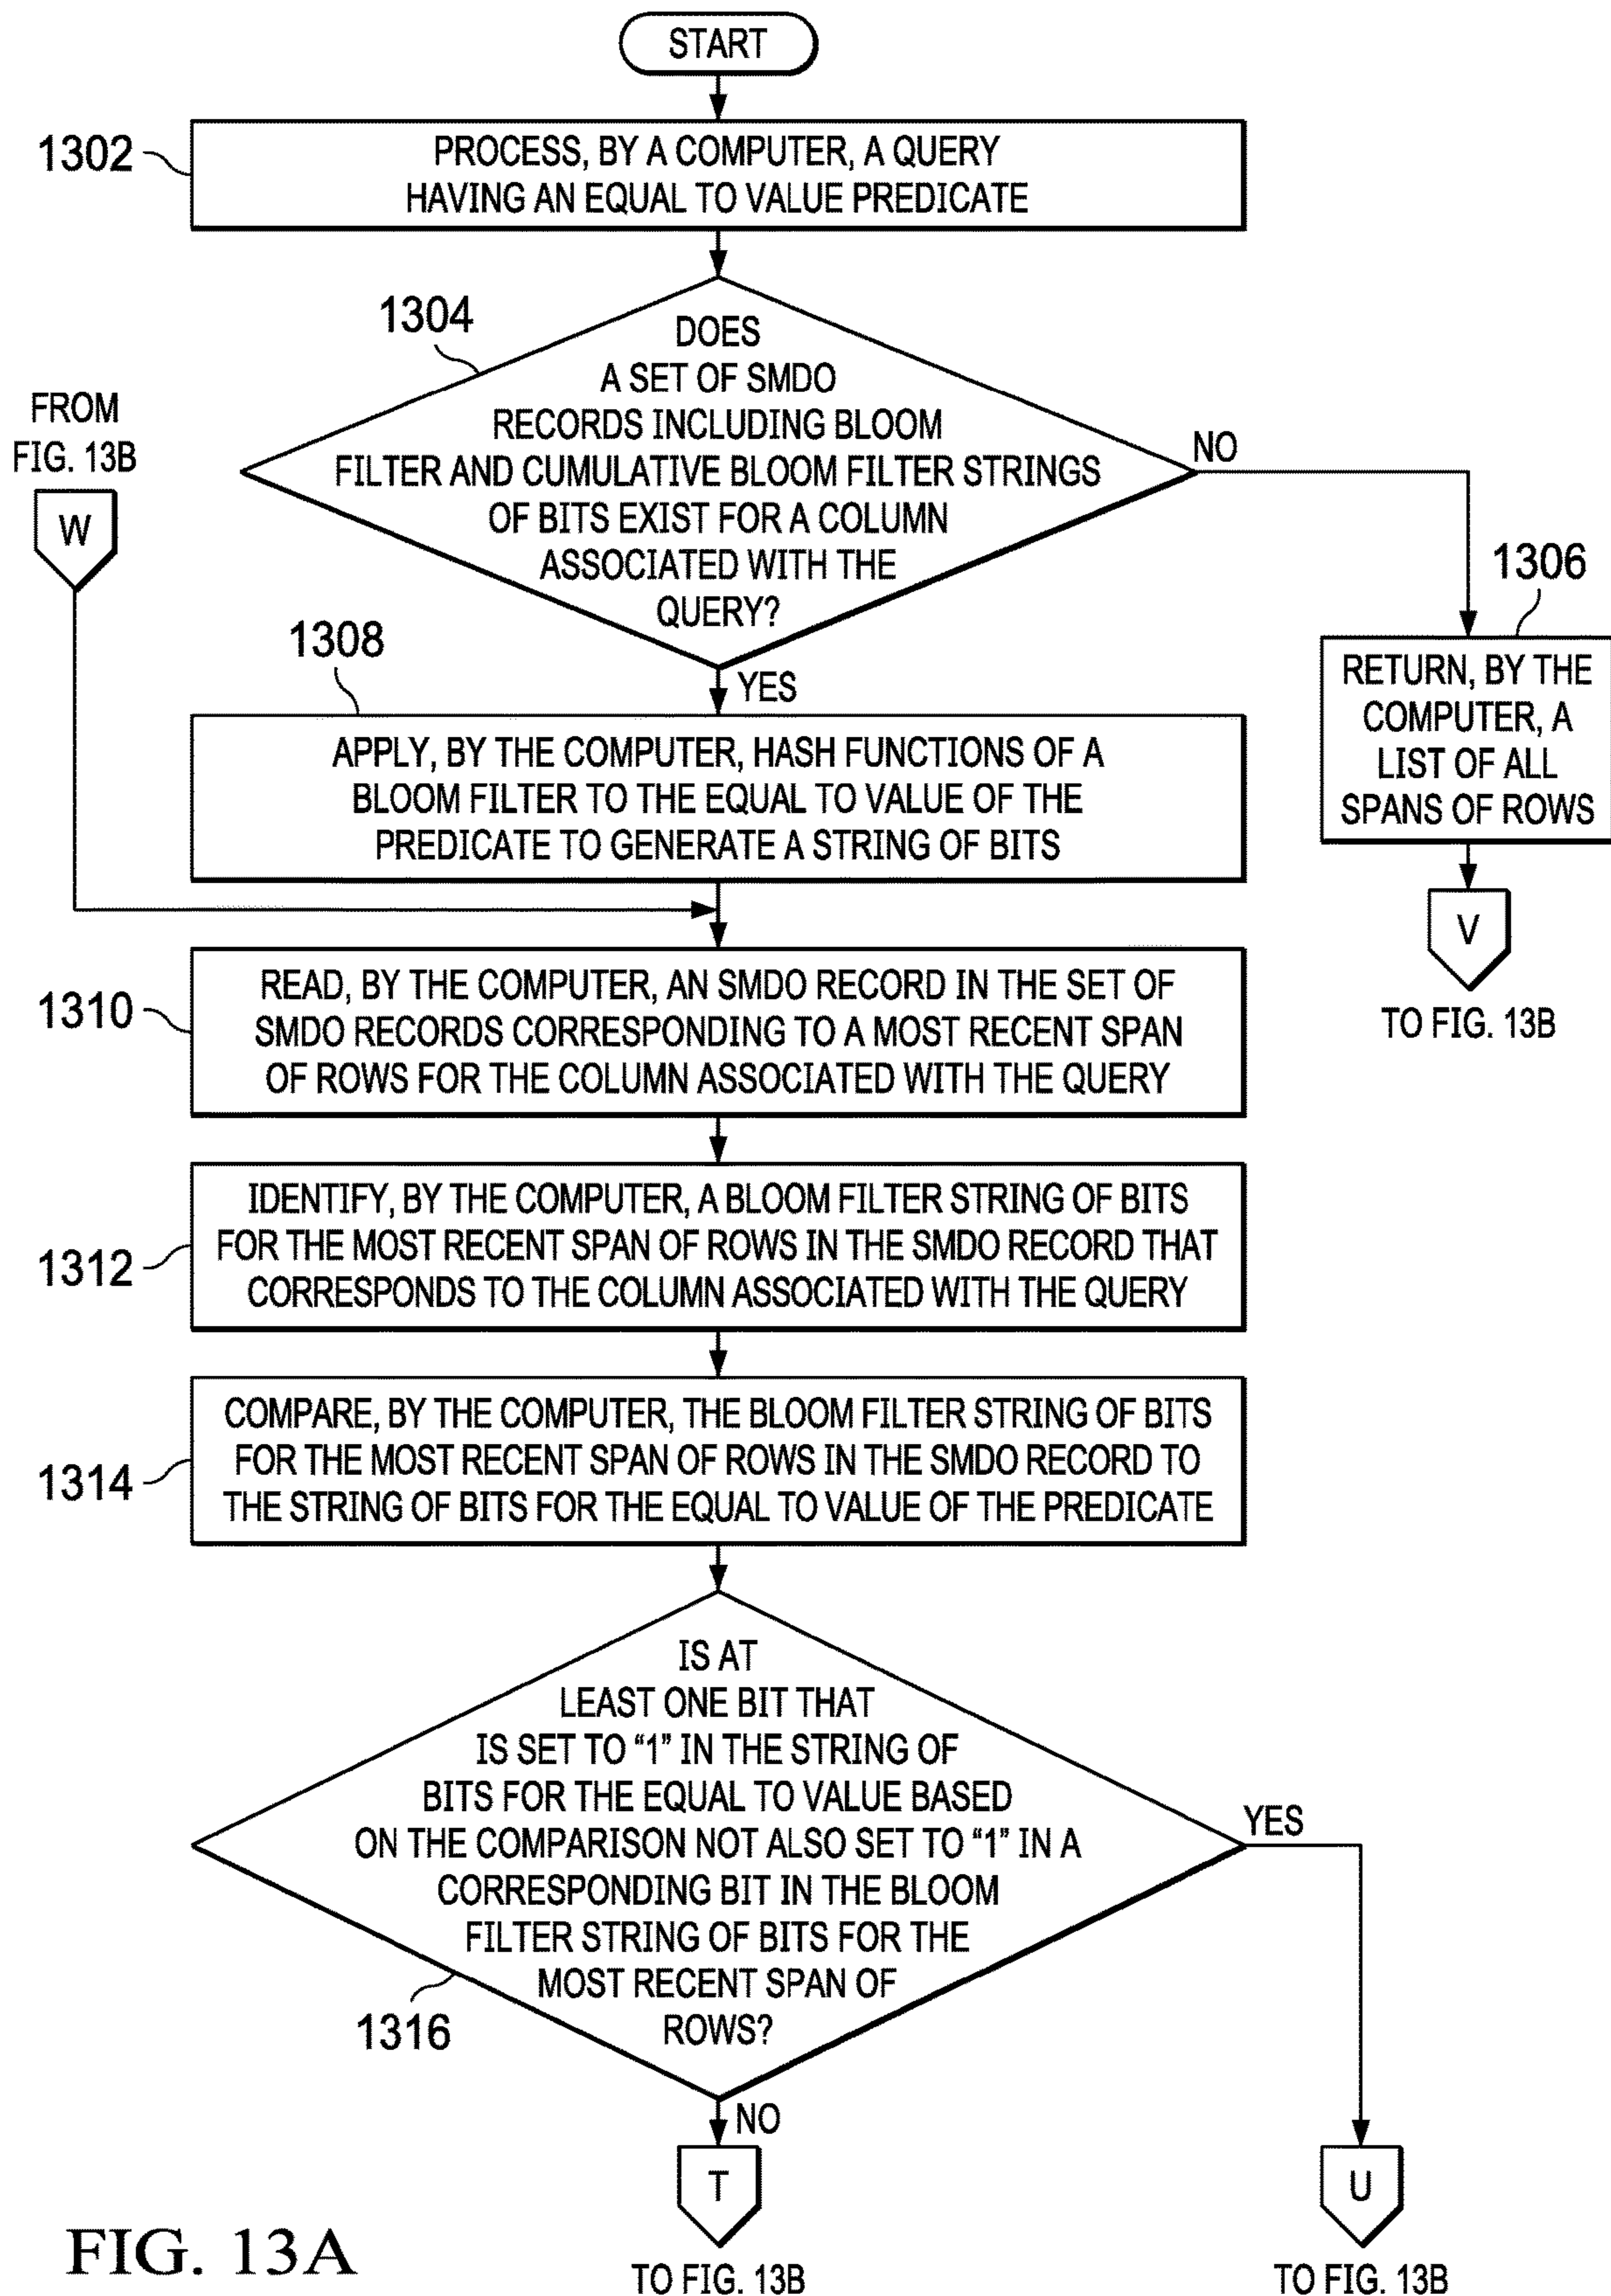 START
1302
PROCESS, BY A COMPUTER, A QUERY
HAVING AN EQUAL TO VALUE PREDICATE
1304
DOES
A SET OF SMDO
RECORDS INCLUDING BLOOM
FILTER AND CUMULATIVE BLOOM FILTER STRINGS
OF BITS EXIST FOR A COLUMN
ASSOCIATED WITH THE
QUERY?
NO
FROM
FIG. 13B
W
1306
RETURN, BY THE
COMPUTER, A
LIST OF ALL
SPANS OF ROWS
V
TO FIG. 13B
YES
1308
APPLY, BY THE COMPUTER, HASH FUNCTIONS OF A
BLOOM FILTER TO THE EQUAL TO VALUE OF THE
PREDICATE TO GENERATE A STRING OF BITS
1310
READ, BY THE COMPUTER, AN SMDO RECORD IN THE SET OF
SMDO RECORDS CORRESPONDING TO A MOST RECENT SPAN
OF ROWS FOR THE COLUMN ASSOCIATED WITH THE QUERY
1312
IDENTIFY, BY THE COMPUTER, A BLOOM FILTER STRING OF BITS
FOR THE MOST RECENT SPAN OF ROWS IN THE SMDO RECORD THAT
CORRESPONDS TO THE COLUMN ASSOCIATED WITH THE QUERY
1314
COMPARE, BY THE COMPUTER, THE BLOOM FILTER STRING OF BITS
FOR THE MOST RECENT SPAN OF ROWS IN THE SMDO RECORD TO
THE STRING OF BITS FOR THE EQUAL TO VALUE OF THE PREDICATE
IS AT
LEAST ONE BIT THAT
IS SET TO “1” IN THE STRING OF
BITS FOR THE EQUAL TO VALUE BASED
ON THE COMPARISON NOT ALSO SET TO “1” IN A
CORRESPONDING BIT IN THE BLOOM
FILTER STRING OF BITS FOR THE
MOST RECENT SPAN OF
ROWS?
1316
YES
NO
T
TO FIG. 13B
U
TO FIG. 13B
FIG. 13A